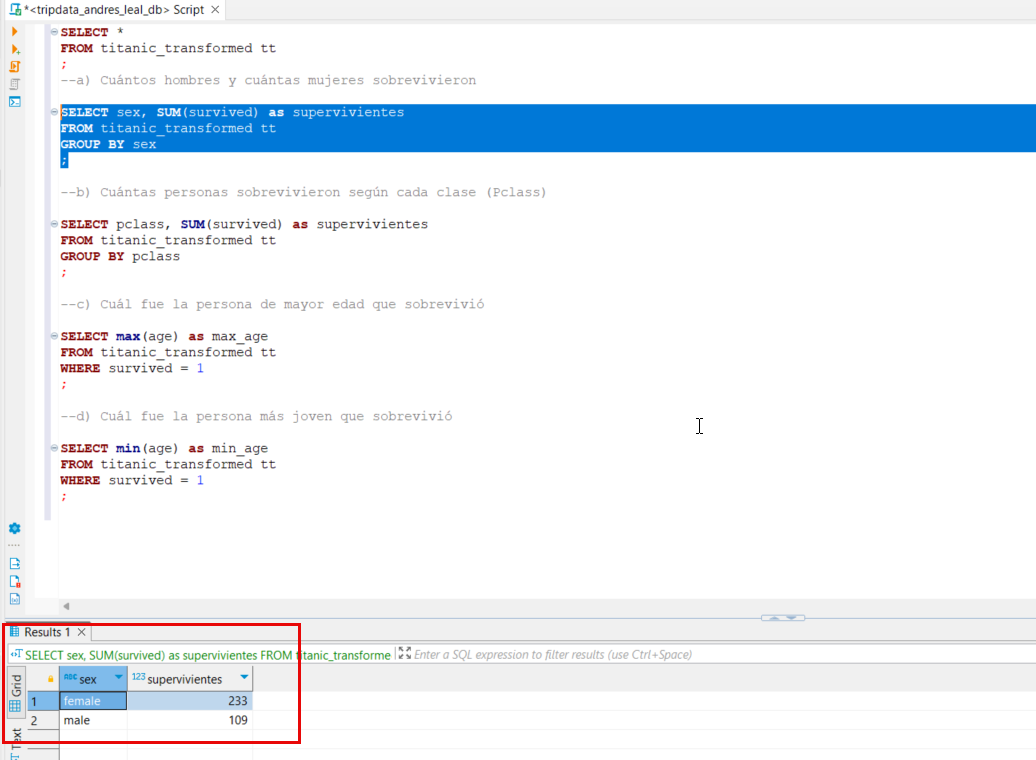 *<tripdata_andres_leal_db> Script
SELECT *
FROM titanic_transformed tt
;
--a) Cuántos hombres y cuántas mujeres sobrevivieron
SELECT sex, SUM(survived) as supervivientes
FROM titanic_transformed tt
GROUP BY sex
;
--b) Cuántas personas sobrevivieron según cada clase (Pclass)
SELECT pclass, SUM(survived) as supervivientes
FROM titanic_transformed tt
GROUP BY pclass
;
--c) Cuál fue la persona de mayor edad que sobrevivió
SELECT max(age) as max_age
FROM titanic_transformed tt
WHERE survived = 1
;
--d) Cuál fue la persona más joven que sobrevivió
SELECT min(age) as min_age
FROM titanic_transformed tt
WHERE survived = 1
;
Results 1
SELECT sex, SUM(survived) as supervivientes FROM titanic_transforme
Enter a SQL expression to filter results (use Ctrl+Space)
Grid
Text
ABC sex 123 supervivientes
1 female 233
2 male 109